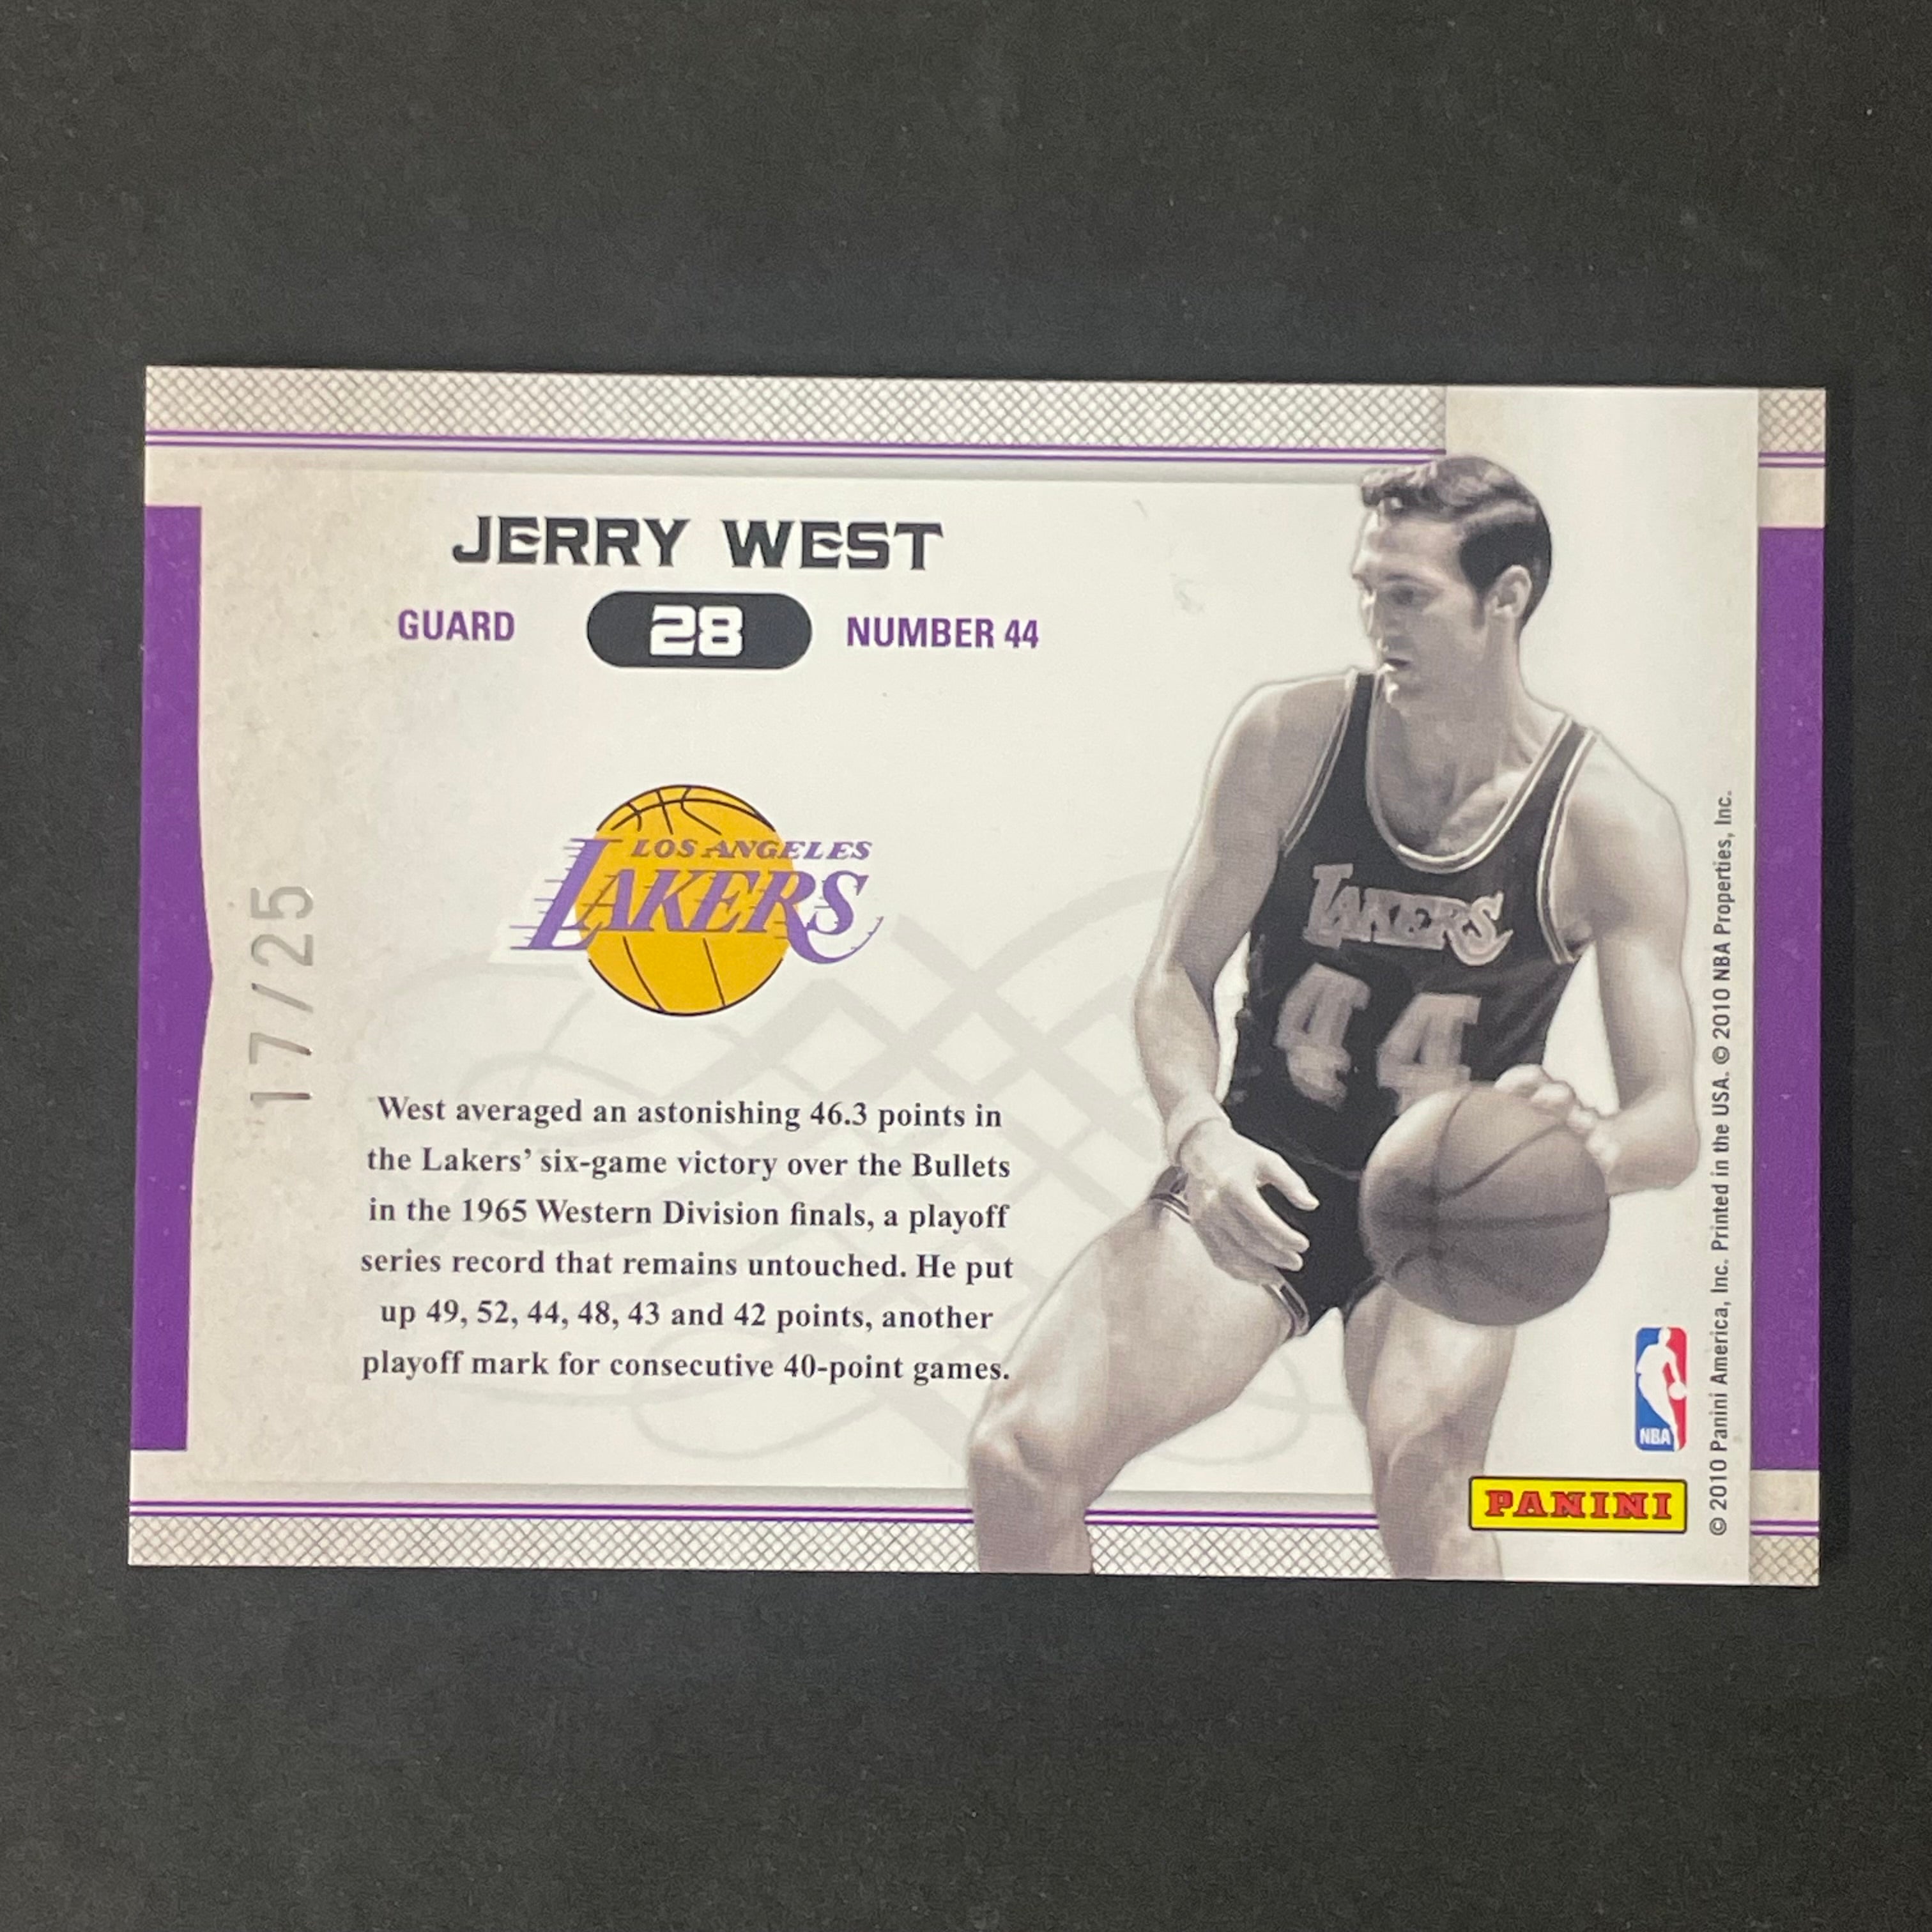 JERRY WEST
GUARD 28 NUMBER 44
LOS ANGELES
LAKERS
17/25
West averaged an astonishing 46.3 points in
the Lakers’ six-game victory over the Bullets
in the 1965 Western Division finals, a playoff
series record that remains untouched. He put
up 49, 52, 44, 48, 43 and 42 points, another
playoff mark for consecutive 40-point games.
LAKERS
44
NBA
PANINI
© 2010 Panini America, Inc. Printed in the USA. © 2010 NBA Properties, Inc.